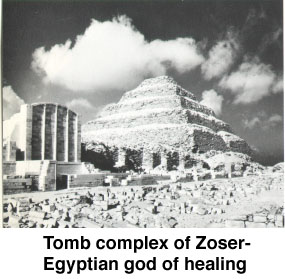 Tomb complex of Zoser-
Egyptian god of healing